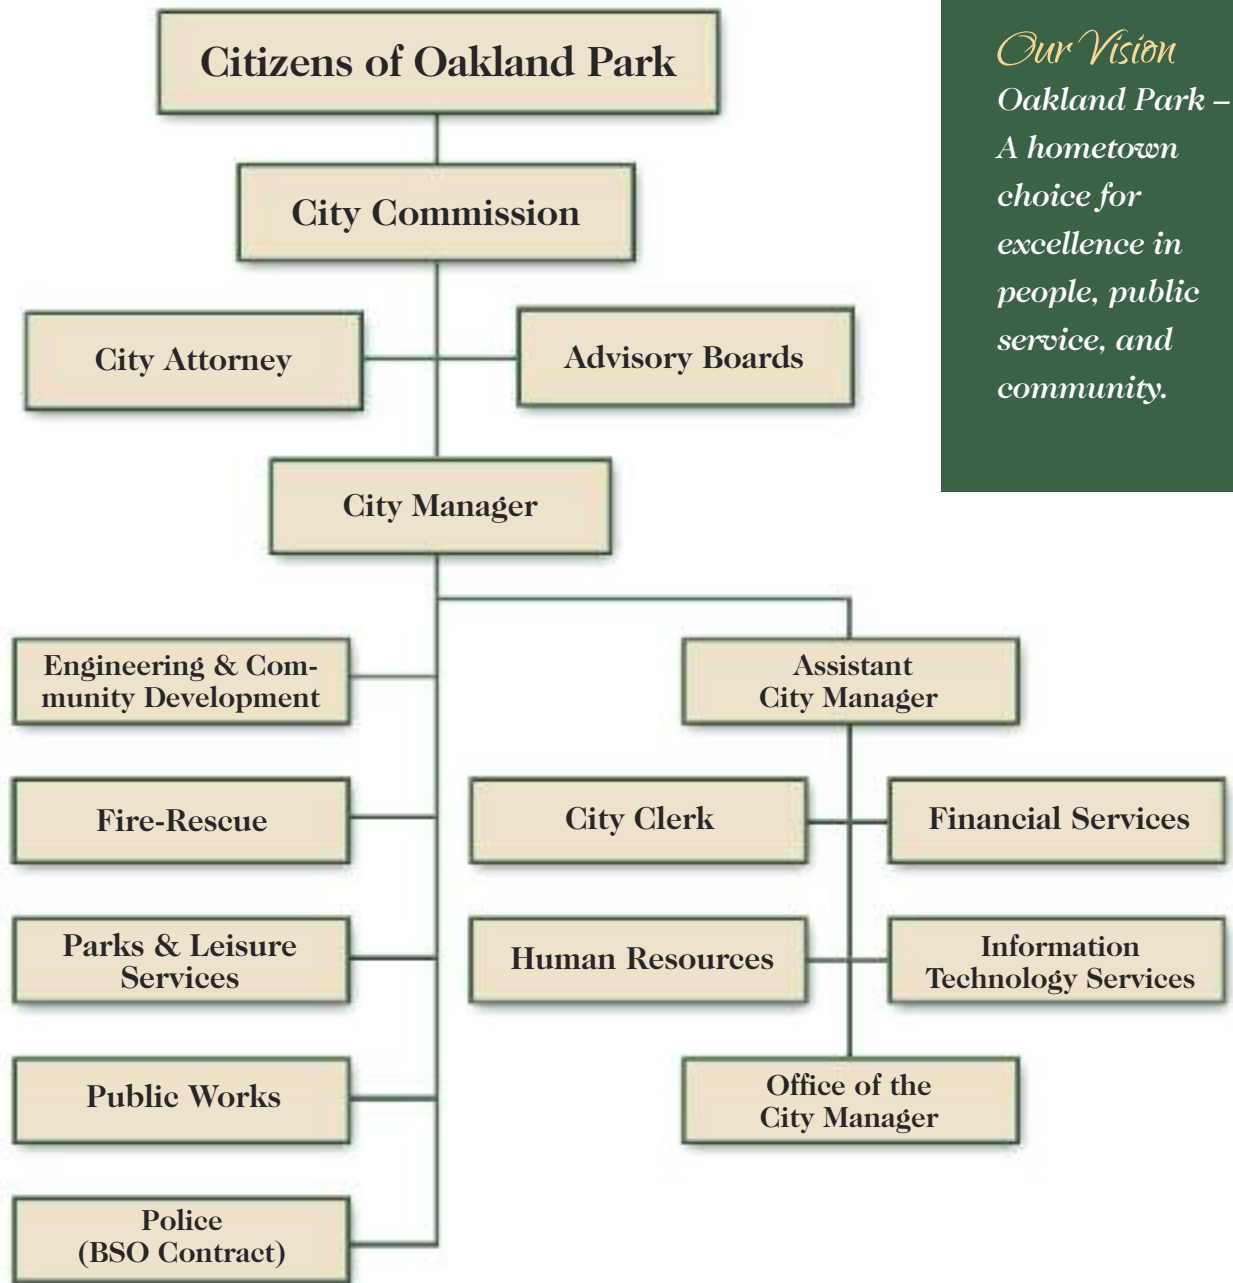 Citizens of Oakland Park
City Commission
City Attorney
Advisory Boards
City Manager
Engineering & Com-
munity Development
Fire-Rescue
Parks & Leisure
Services
Public Works
Police
(BSO Contract)
Assistant
City Manager
City Clerk
Financial Services
Human Resources
Information
Technology Services
Office of the
City Manager
Our Vision
Oakland Park –
A hometown
choice for
excellence in
people, public
service, and
community.